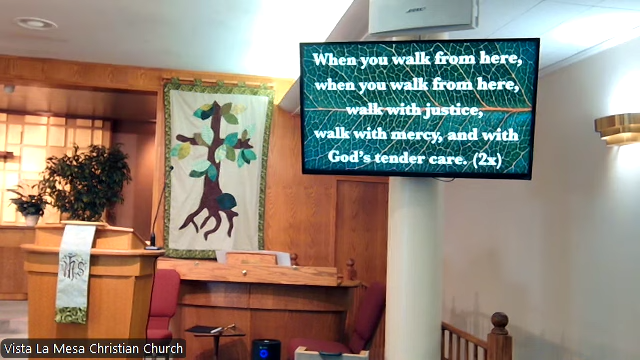 When you walk from here,
when you walk from here,
walk with justice,
walk with mercy, and with
God's tender care. (2x)
IHS
Vista La Mesa Christian Church